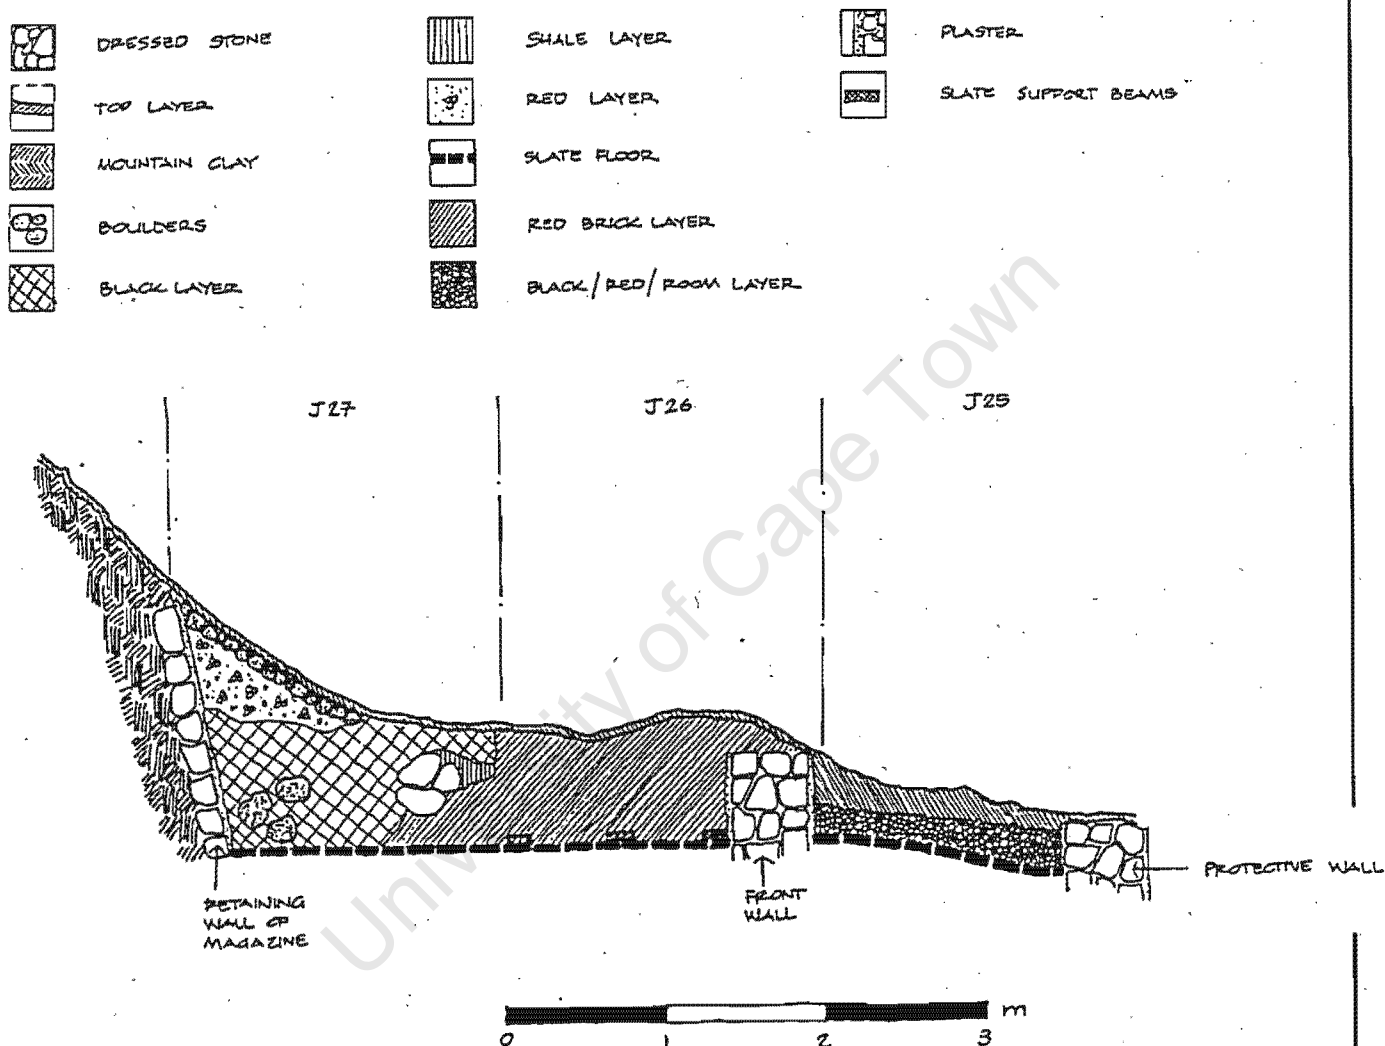 DRESSED STONE
TOP LAYER
MOUNTAIN CLAY
BOULDERS
BLACK LAYER
SHALE LAYER
RED LAYER
SLATE FLOOR
RED BRICK LAYER
BLACK/RED/ROOM LAYER
PLASTER
SLATE SUPPORT BEAMS
J27
J26
J25
RETAINING
WALL OF
MAGAZINE
FRONT
WALL
PROTECTIVE WALL
0 1 2 3 m
University of Cape Town